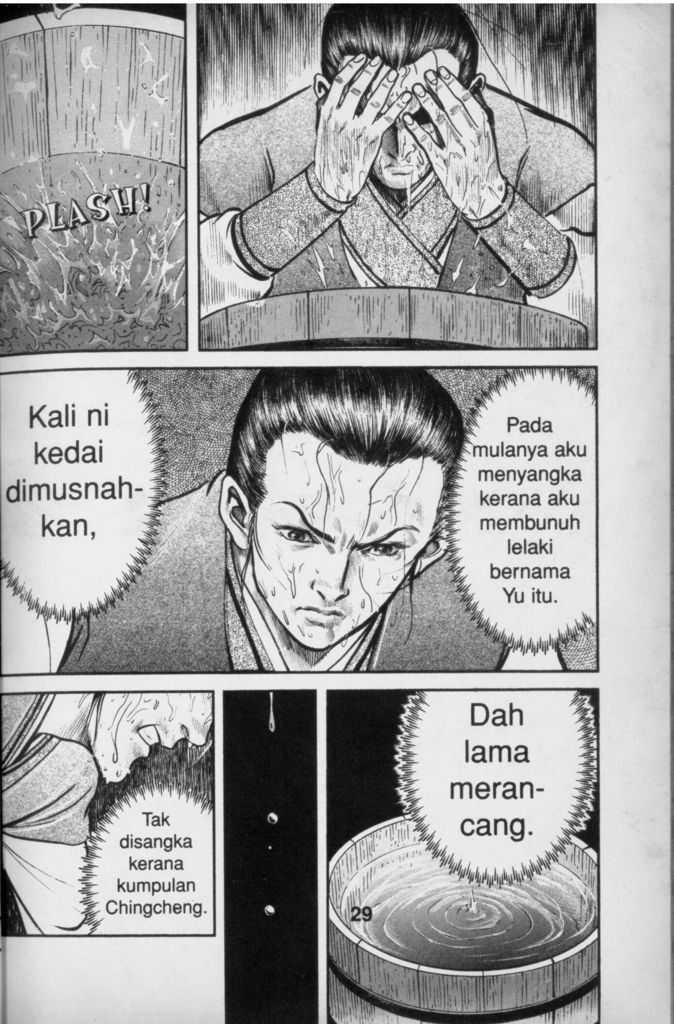 PLASH!
Kali ni
kedai
dimusnah-
kan,
Pada
mulanya aku
menyangka
kerana aku
membunuh
lelaki
bernama
Yu itu.
Tak
disangka
kerana
kumpulan
Chingcheng.
Dah
lama
meran-
cang.
29